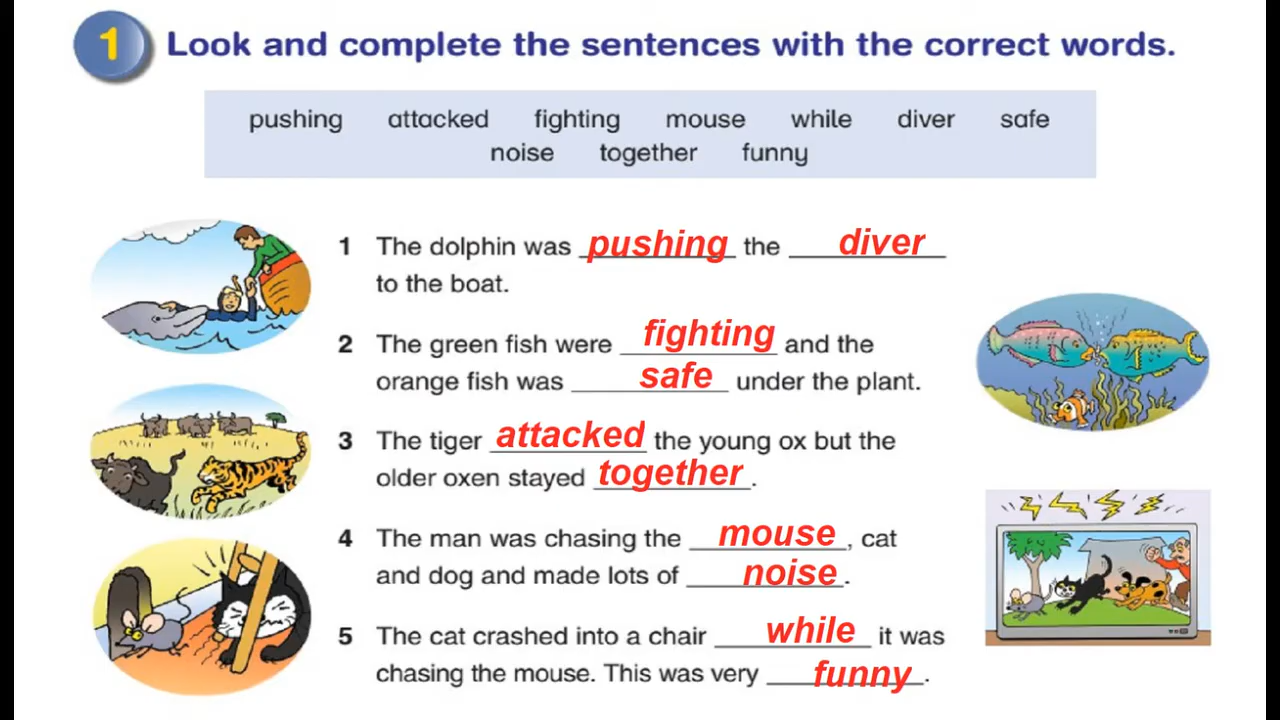 1 Look and complete the sentences with the correct words.
pushing attacked fighting mouse while diver safe
noise together funny
1 The dolphin was pushing the diver
to the boat.
2 The green fish were fighting and the
orange fish was safe under the plant.
3 The tiger attacked the young ox but the
older oxen stayed together.
4 The man was chasing the mouse, cat
and dog and made lots of noise.
5 The cat crashed into a chair while it was
chasing the mouse. This was very funny.